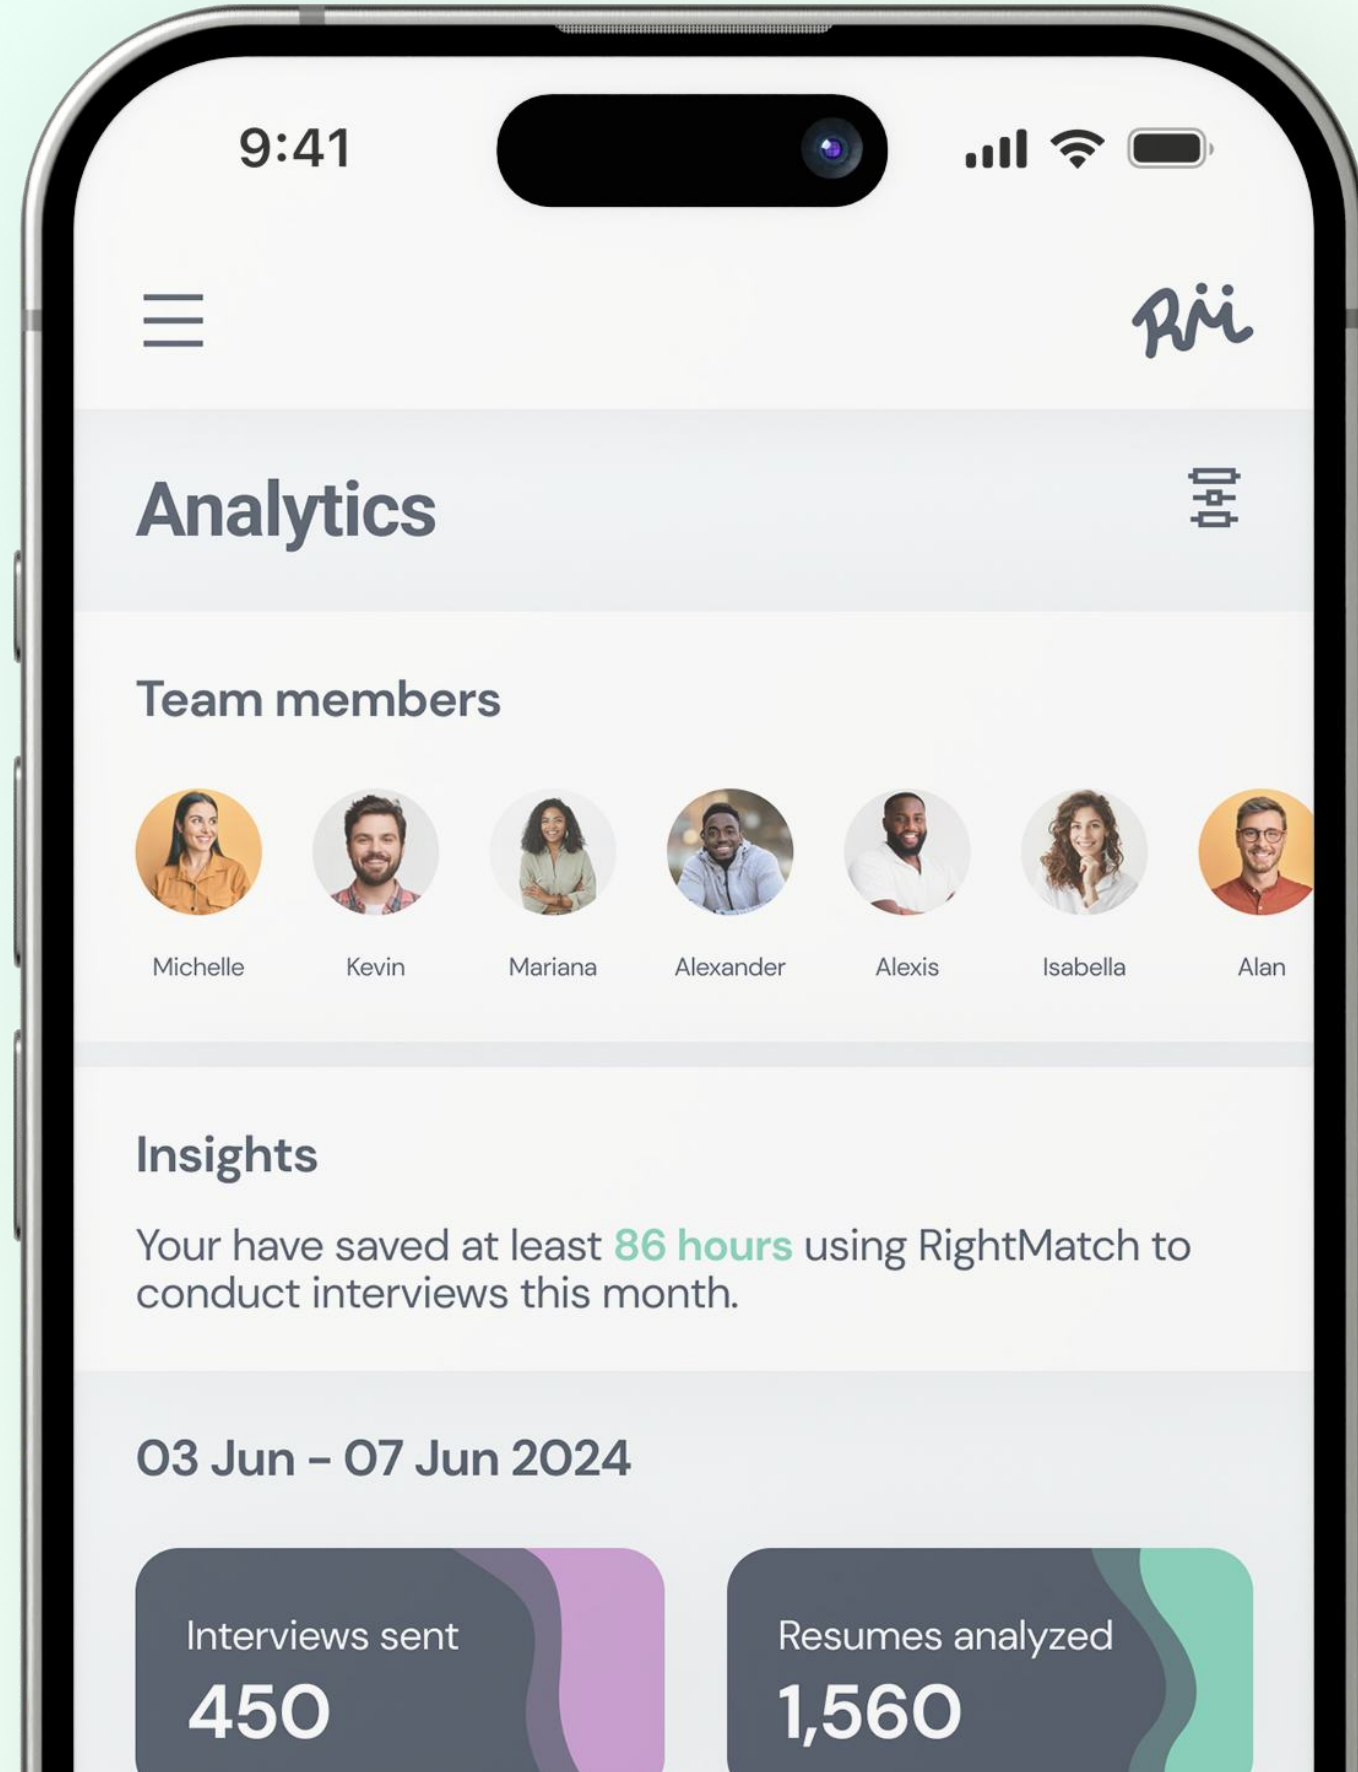 9:41
RM
Analytics
Team members
Michelle Kevin Mariana Alexander Alexis Isabella Alan
Insights
Your have saved at least 86 hours using RightMatch to
conduct interviews this month.
03 Jun - 07 Jun 2024
Interviews sent
450
Resumes analyzed
1,560